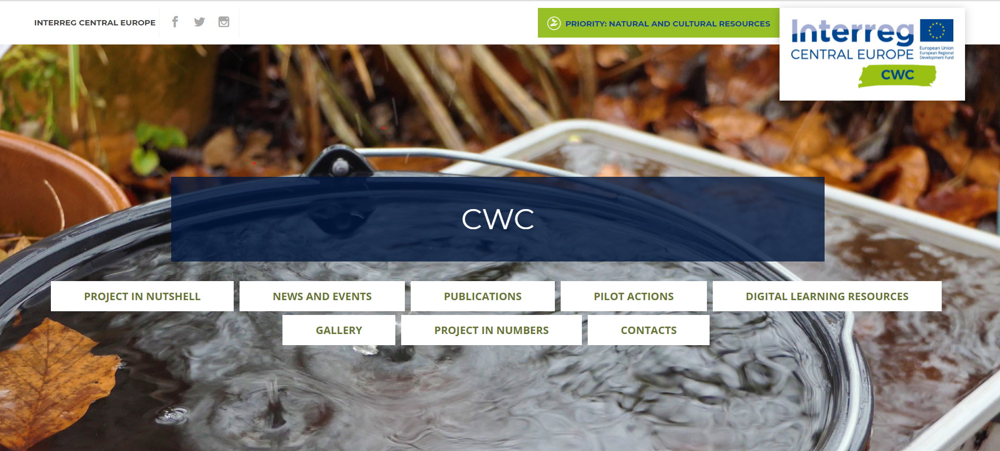 INTERREG CENTRAL EUROPE
PRIORITY: NATURAL AND CULTURAL RESOURCES
Interreg
CENTRAL EUROPE
European Union
European Regional
Development Fund
CWC
CWC
PROJECT IN NUTSHELL
NEWS AND EVENTS
PUBLICATIONS
PILOT ACTIONS
DIGITAL LEARNING RESOURCES
GALLERY
PROJECT IN NUMBERS
CONTACTS